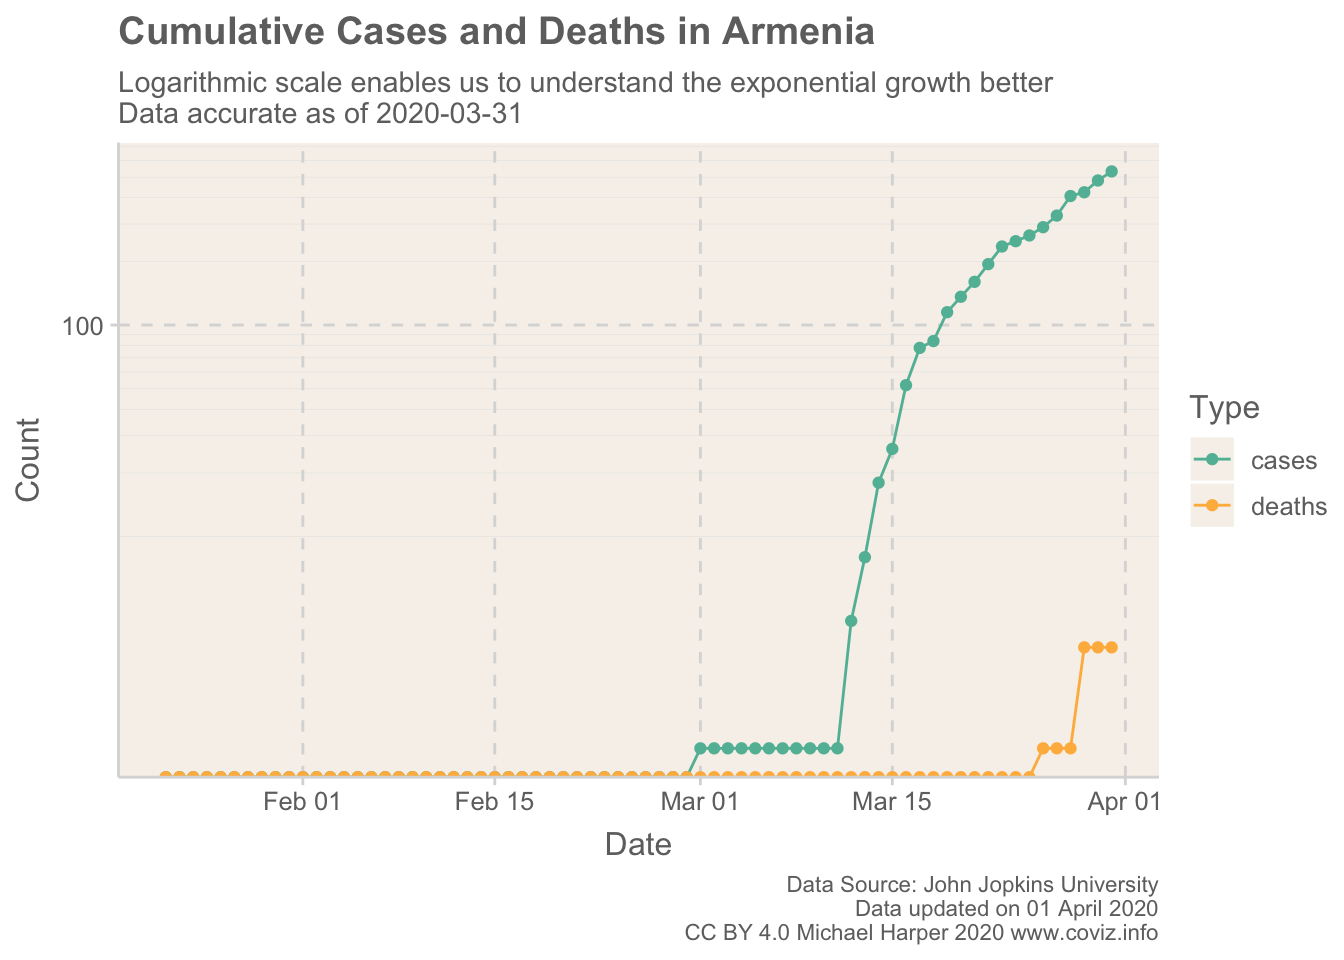 Cumulative Cases and Deaths in Armenia
Logarithmic scale enables us to understand the exponential growth better
Data accurate as of 2020-03-31
100
Count
Feb 01
Feb 15
Mar 01
Mar 15
Apr 01
Date
Type
cases
deaths
Data Source: John Jopkins University
Data updated on 01 April 2020
CC BY 4.0 Michael Harper 2020 www.coviz.info